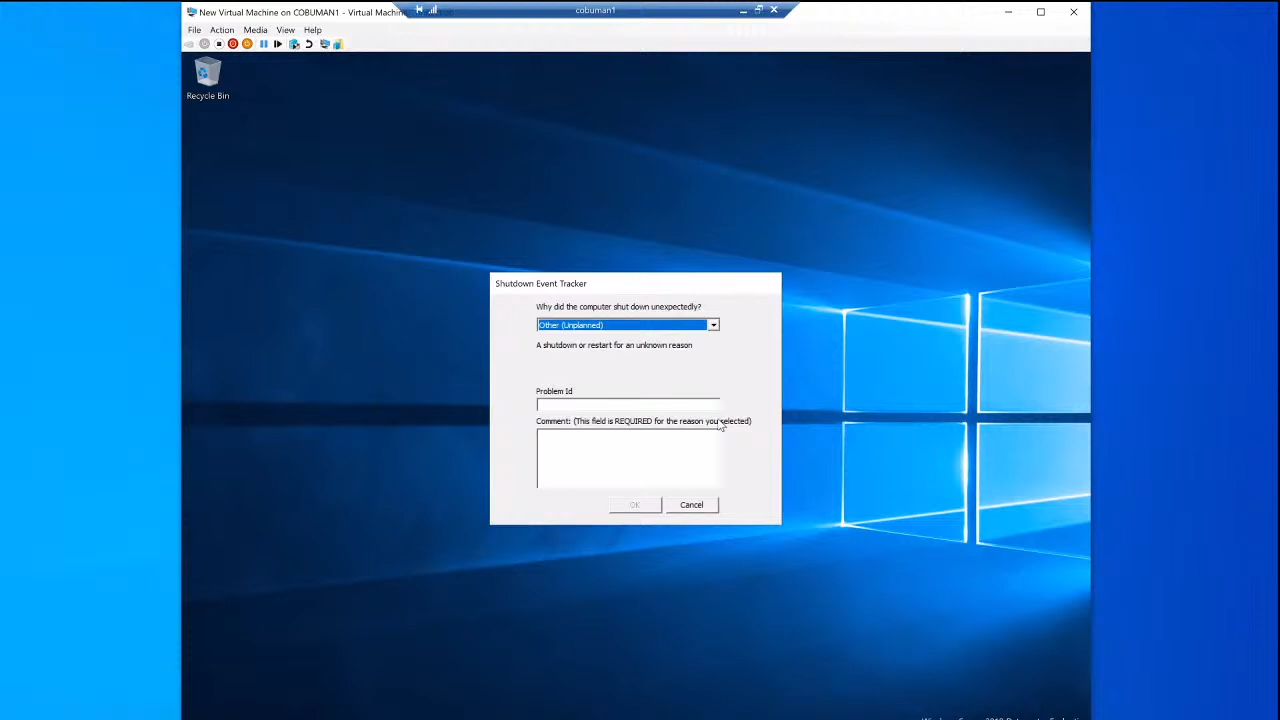 New Virtual Machine on COBUMAN1 - Virtual Machin
cobuman1
File Action Media View Help
Recycle Bin
Shutdown Event Tracker
Why did the computer shut down unexpectedly?
Other (Unplanned)
A shutdown or restart for an unknown reason
Problem Id
Comment: (This field is REQUIRED for the reason you selected)
OK
Cancel